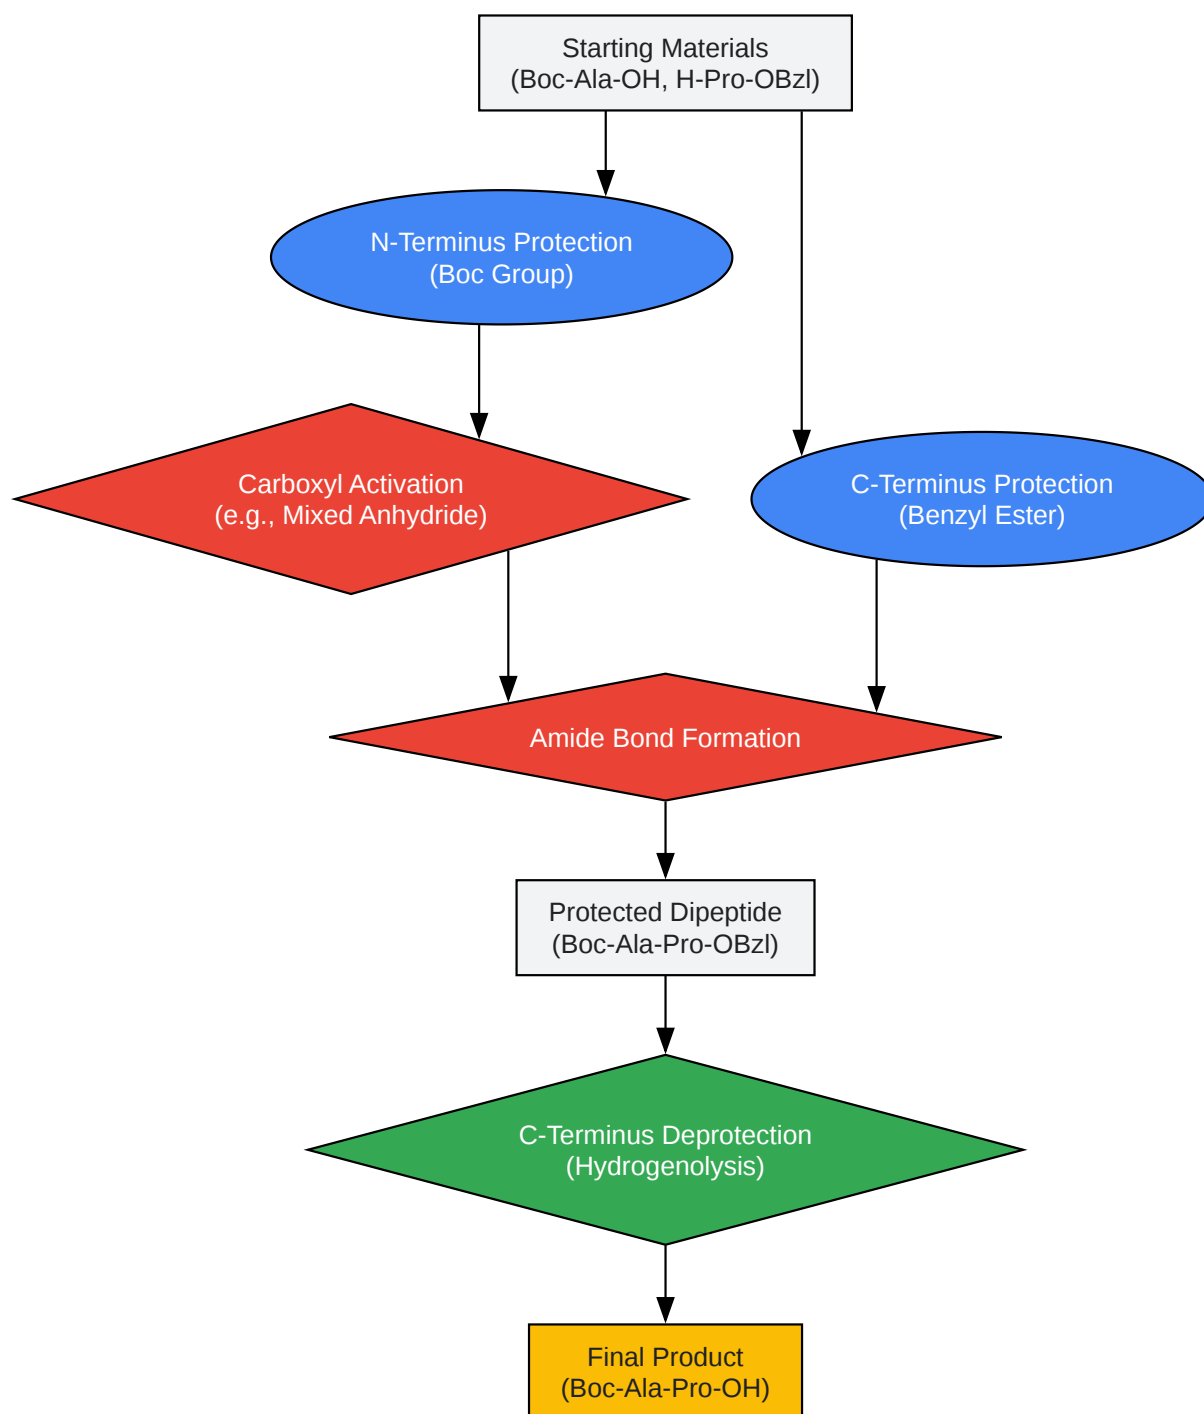 Starting Materials
(Boc-Ala-OH, H-Pro-OBzl)
N-Terminus Protection
(Boc Group)
Carboxyl Activation
(e.g., Mixed Anhydride)
C-Terminus Protection
(Benzyl Ester)
Amide Bond Formation
Protected Dipeptide
(Boc-Ala-Pro-OBzl)
C-Terminus Deprotection
(Hydrogenolysis)
Final Product
(Boc-Ala-Pro-OH)